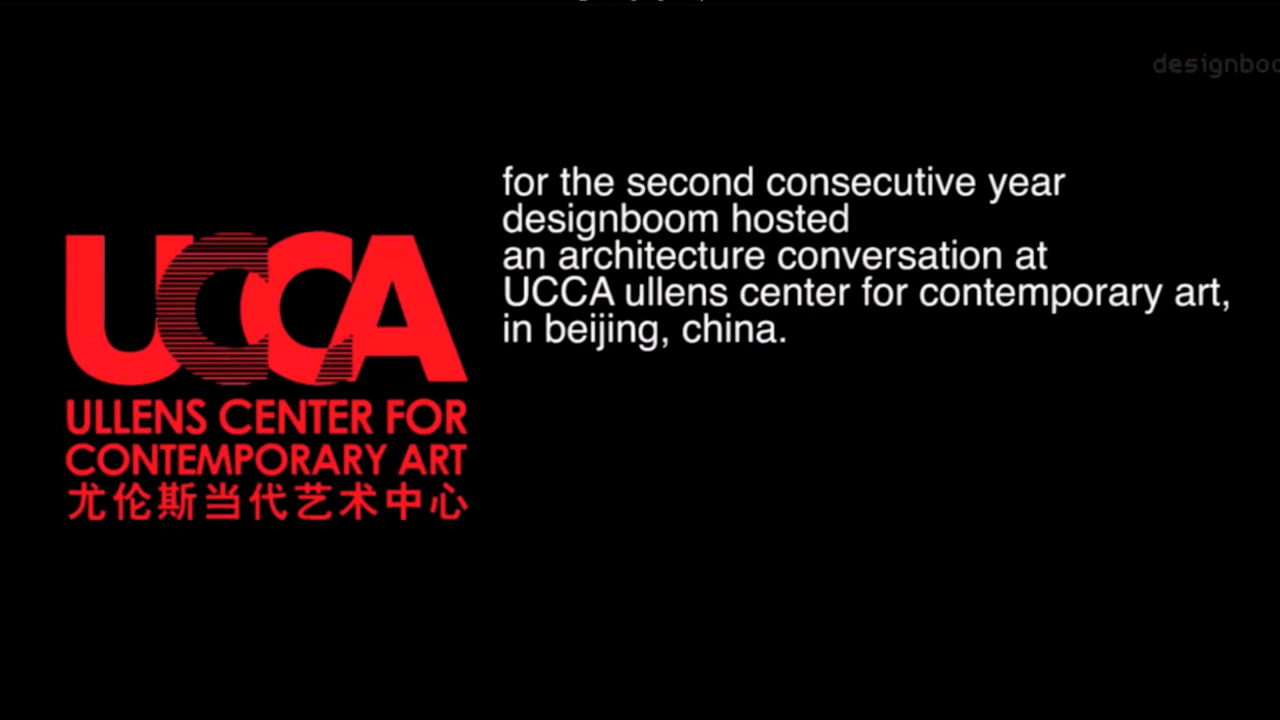 for the second consecutive year
designboom hosted
an architecture conversation at
UCCA ullens center for contemporary art,
in beijing, china.
UCCA
ULLENS CENTER FOR
CONTEMPORARY ART
尤伦斯当代艺术中心